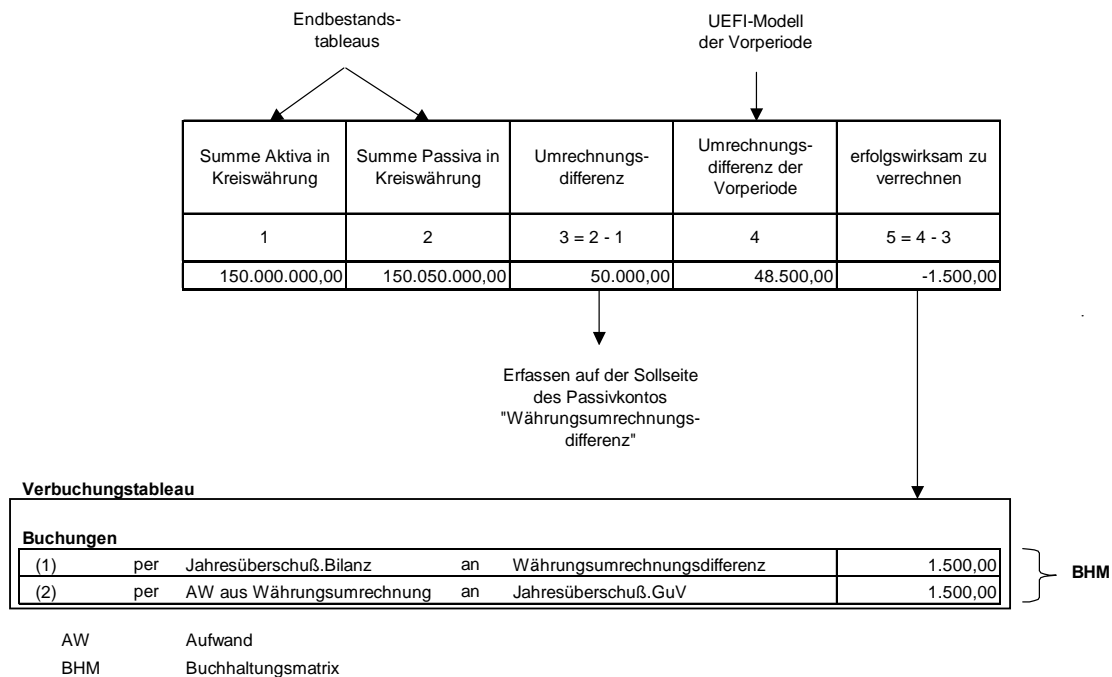 Endbestands-
tableaus
UEFI-Modell
der Vorperiode
Summe Aktiva in
Kreiswährung
Summe Passiva in
Kreiswährung
Umrechnungs-
differenz
Umrechnungs-
differenz der
Vorperiode
erfolgswirksam zu
verrechnen
1
2
3 = 2 - 1
4
5 = 4 - 3
150.000.000,00
150.050.000,00
50.000,00
48.500,00
-1.500,00
Erfassen auf der Sollseite
des Passivkontos
"Währungsumrechnungs-
differenz"
Verbuchungstableau
Buchungen
(1) per Jahresüberschuß.Bilanz an Währungsumrechnungsdifferenz 1.500,00
(2) per AW aus Währungsumrechnung an Jahresüberschuß.GuV 1.500,00
BHM
AW Aufwand
BHM Buchhaltungsmatrix